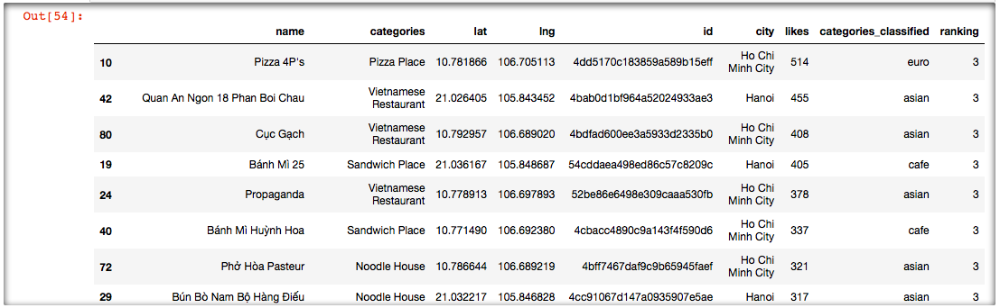 Out[54]:
name categories lat lng id city likes categories_classified ranking
10 Pizza 4P's Pizza Place 10.781866 106.705113 4dd5170c183859a589b15eff Ho Chi Minh City 514 euro 3
42 Quan An Ngon 18 Phan Boi Chau Vietnamese Restaurant 21.026405 105.843452 4bab0d1bf964a52024933ae3 Hanoi 455 asian 3
80 Cục Gạch Vietnamese Restaurant 10.792957 106.689020 4bdfad600ee3a5933d2335b0 Ho Chi Minh City 408 asian 3
19 Bánh Mì 25 Sandwich Place 21.036167 105.848687 54cddaea498ed86c57c8209c Hanoi 405 cafe 3
24 Propaganda Vietnamese Restaurant 10.778913 106.697893 52be86e6498e309caaa530fb Ho Chi Minh City 378 asian 3
40 Bánh Mì Huỳnh Hoa Sandwich Place 10.771490 106.692380 4cbacc4890c9a143f4f590d6 Ho Chi Minh City 337 cafe 3
72 Phở Hòa Pasteur Noodle House 10.786644 106.689219 4bff7467daf9c9b65945faef Ho Chi Minh City 321 asian 3
29 Bún Bò Nam Bộ Hàng Điếu Noodle House 21.032217 105.846828 4cc91067d147a0935907e5ae Hanoi 317 asian 3